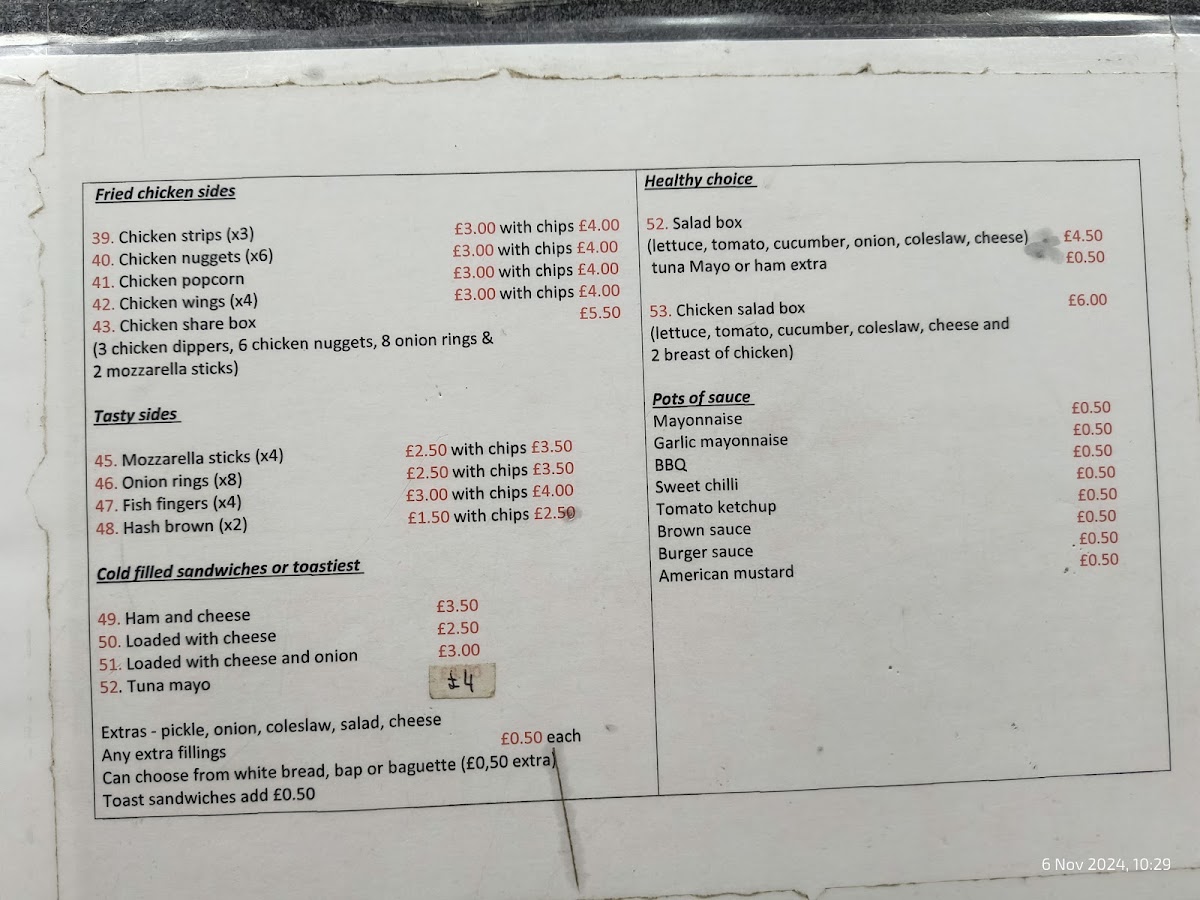 Fried chicken sides
39. Chicken strips (x3) £3.00 with chips £4.00
40. Chicken nuggets (x6) £3.00 with chips £4.00
41. Chicken popcorn £3.00 with chips £4.00
42. Chicken wings (x4) £3.00 with chips £4.00
43. Chicken share box £5.50
(3 chicken dippers, 6 chicken nuggets, 8 onion rings &
2 mozzarella sticks)
Tasty sides
45. Mozzarella sticks (x4) £2.50 with chips £3.50
46. Onion rings (x8) £2.50 with chips £3.50
47. Fish fingers (x4) £3.00 with chips £4.00
48. Hash brown (x2) £1.50 with chips £2.50
Cold filled sandwiches or toastiest
49. Ham and cheese £3.50
50. Loaded with cheese £2.50
51. Loaded with cheese and onion £3.00
52. Tuna mayo £4
Extras - pickle, onion, coleslaw, salad, cheese
Any extra fillings £0.50 each
Can choose from white bread, bap or baguette (£0,50 extra)
Toast sandwiches add £0.50
Healthy choice
52. Salad box
(lettuce, tomato, cucumber, onion, coleslaw, cheese) £4.50
tuna Mayo or ham extra £0.50
53. Chicken salad box £6.00
(lettuce, tomato, cucumber, coleslaw, cheese and
2 breast of chicken)
Pots of sauce
Mayonnaise £0.50
Garlic mayonnaise £0.50
BBQ £0.50
Sweet chilli £0.50
Tomato ketchup £0.50
Brown sauce £0.50
Burger sauce £0.50
American mustard £0.50
6 Nov 2024, 10:29